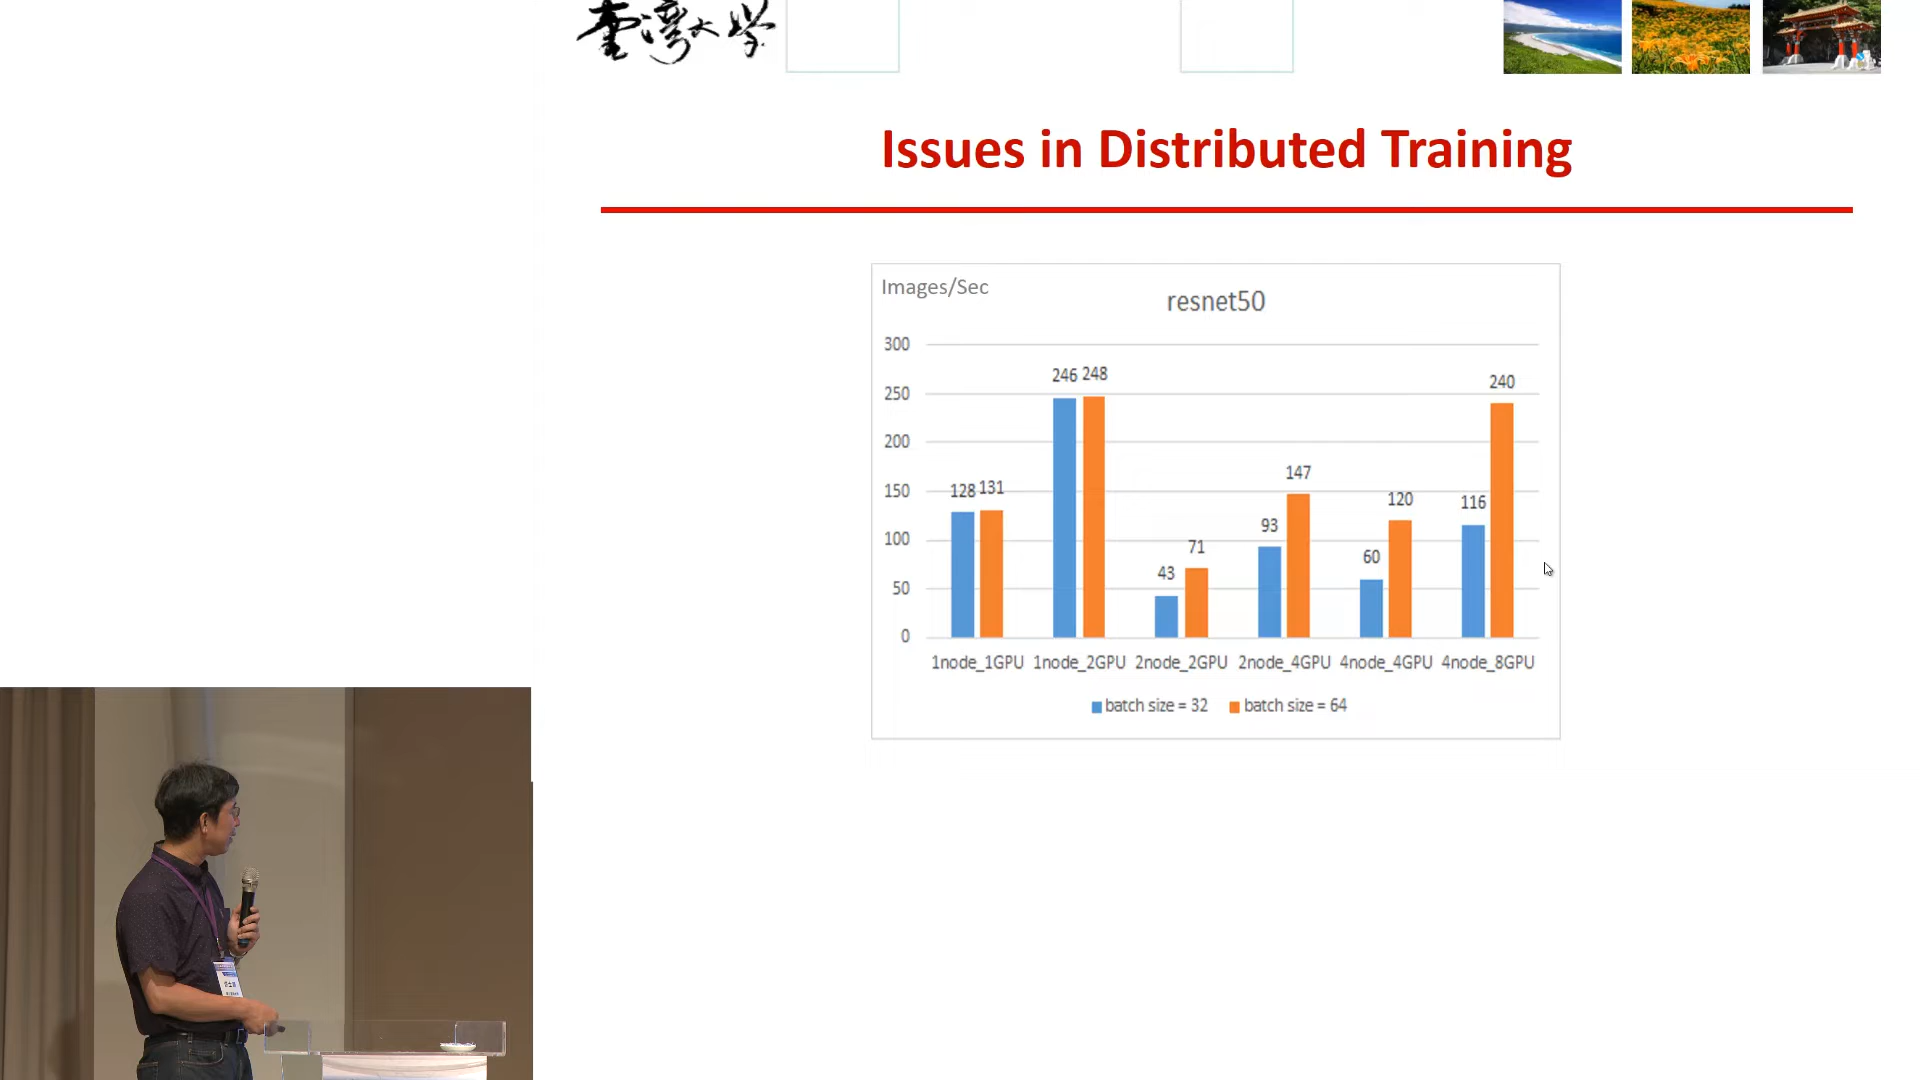 臺灣大學
Issues in Distributed Training
Images/Sec
resnet50
300
250
200
150
100
50
0
128 131
246 248
43 71
93 147
60 120
116 240
1node_1GPU 1node_2GPU 2node_2GPU 2node_4GPU 4node_4GPU 4node_8GPU
batch size = 32 batch size = 64